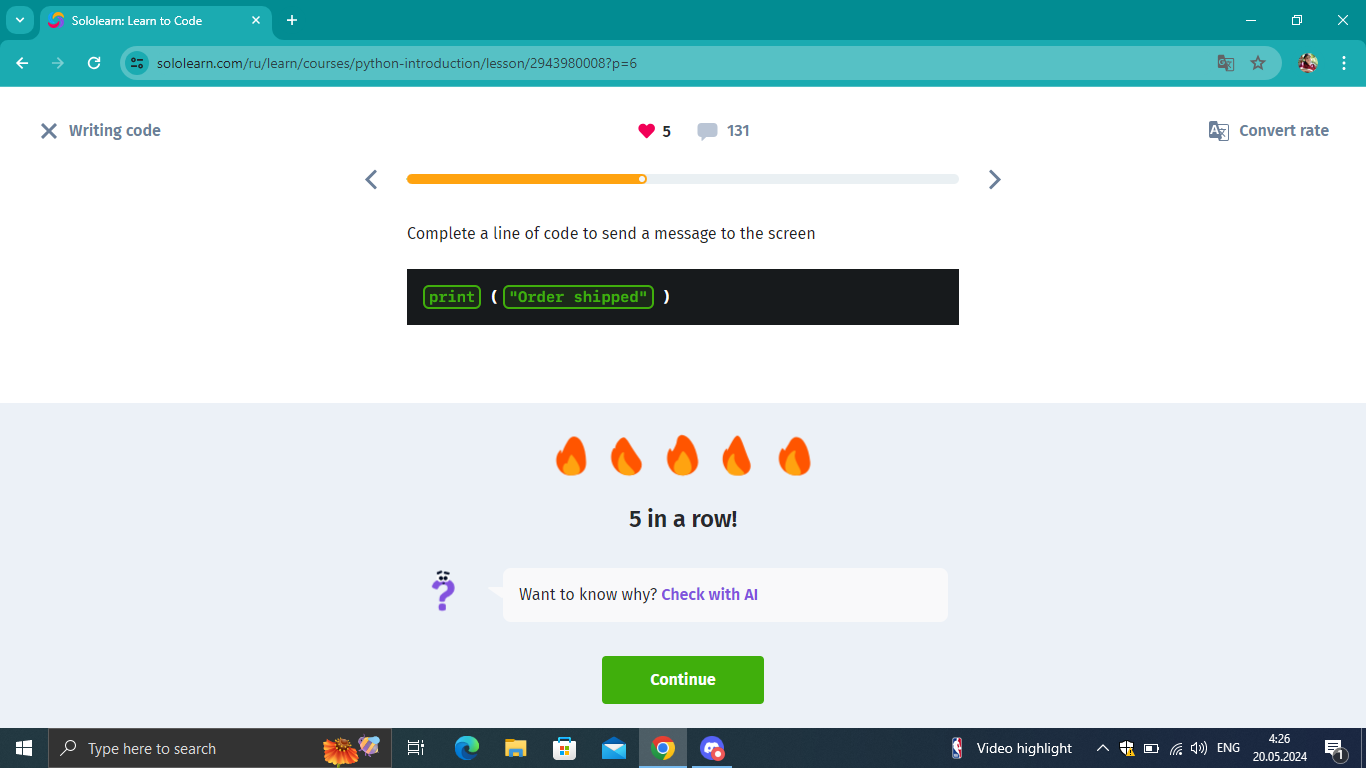 Sololearn: Learn to Code
sololearn.com/ru/learn/courses/python-introduction/lesson/2943980008?p=6
Writing code
5
131
Convert rate
Complete a line of code to send a message to the screen
print ( "Order shipped" )
5 in a row!
Want to know why? Check with AI
Continue
Type here to search
Video highlight
ENG
4:26
20.05.2024
1